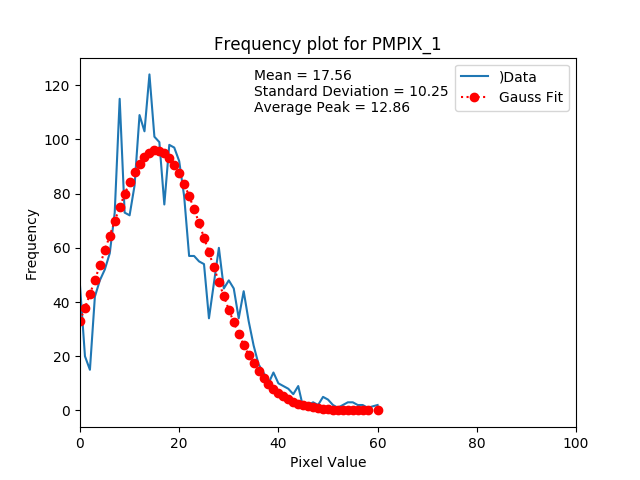 Frequency plot for PMPIX_1
Mean = 17.56
Standard Deviation = 10.25
Average Peak = 12.86
)Data
Gauss Fit
Frequency
120
100
80
60
40
20
0
0 20 40 60 80 100
Pixel Value